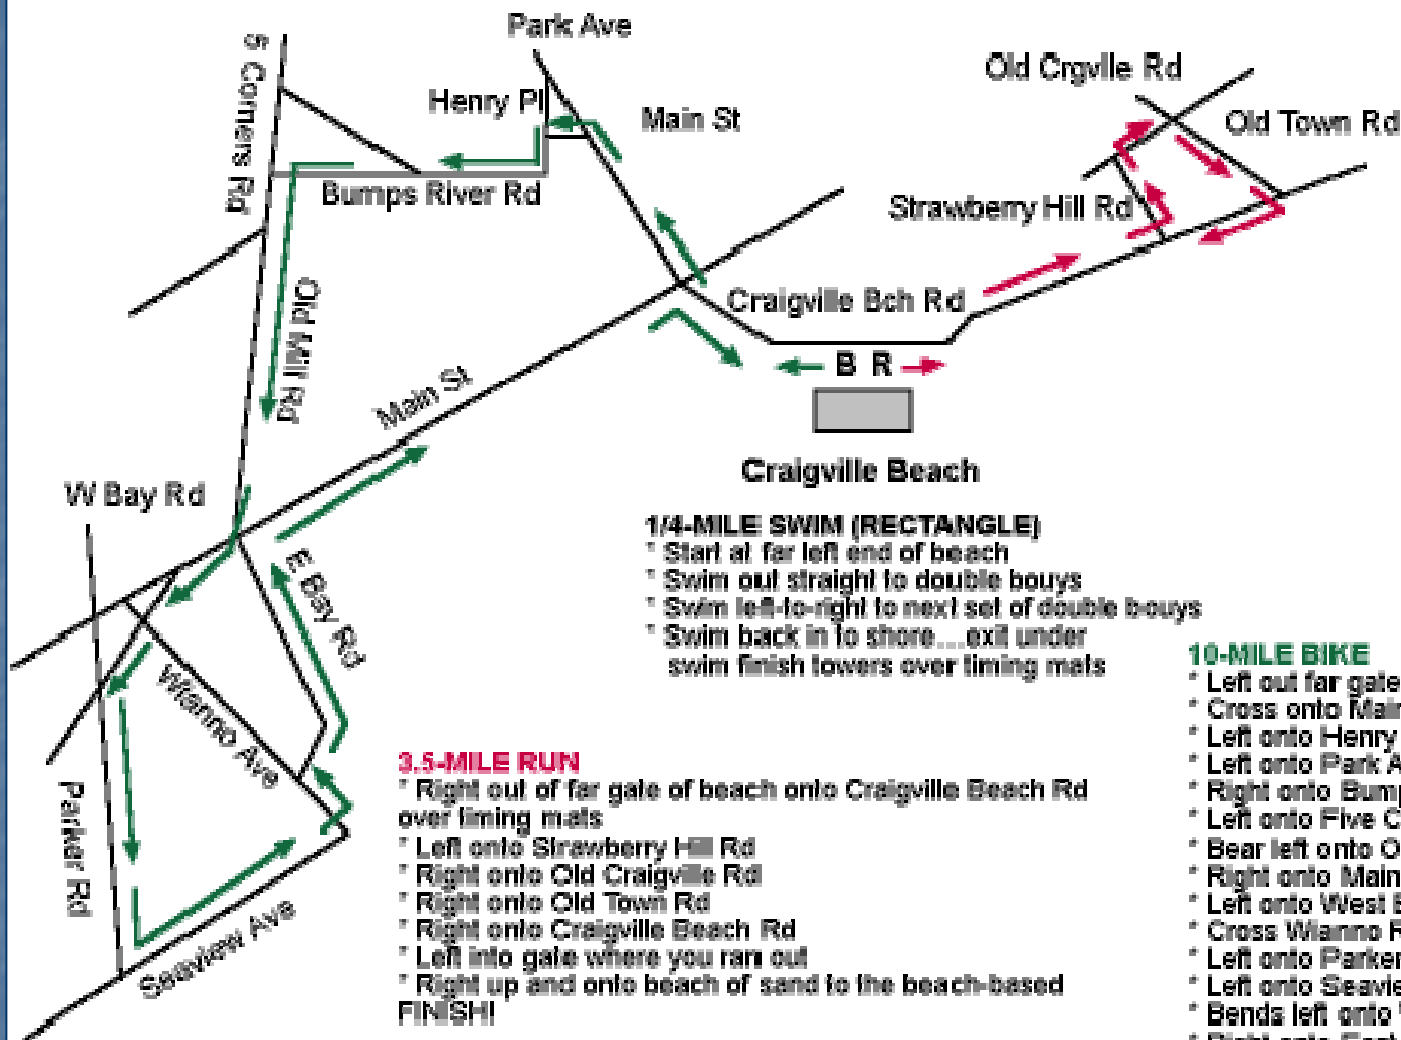 Park Ave
Old Crgvlle Rd
Henry Pl
Main St
Old Town Rd
5 Corners Rd
Bumps River Rd
Strawberry Hill Rd
Old Mill Rd
Craigville Bch Rd
B R
Main St
Craigville Beach
W Bay Rd
E Bay Rd
Wianno Ave
Parker Rd
Seaview Ave
1/4-MILE SWIM (RECTANGLE)
* Start at far left end of beach
* Swim out straight to double bouys
* Swim left-to-right to next set of double bouys
* Swim back in to shore....exit under
swim finish towers over timing mats
3.5-MILE RUN
* Right out of far gate of beach onto Craigville Beach Rd
over timing mats
* Left onto Strawberry Hill Rd
* Right onto Old Craigville Rd
* Right onto Old Town Rd
* Right onto Craigville Beach Rd
* Left into gate where you ran out
* Right up and onto beach of sand to the beach-based
FINISH!
10-MILE BIKE
* Left out far gate
* Cross onto Main
* Left onto Henry
* Left onto Park A
* Right onto Bump
* Left onto Five C
* Bear left onto O
* Right onto Main
* Left onto West B
* Cross Wianno R
* Left onto Parker
* Left onto Seavie
* Bends left onto